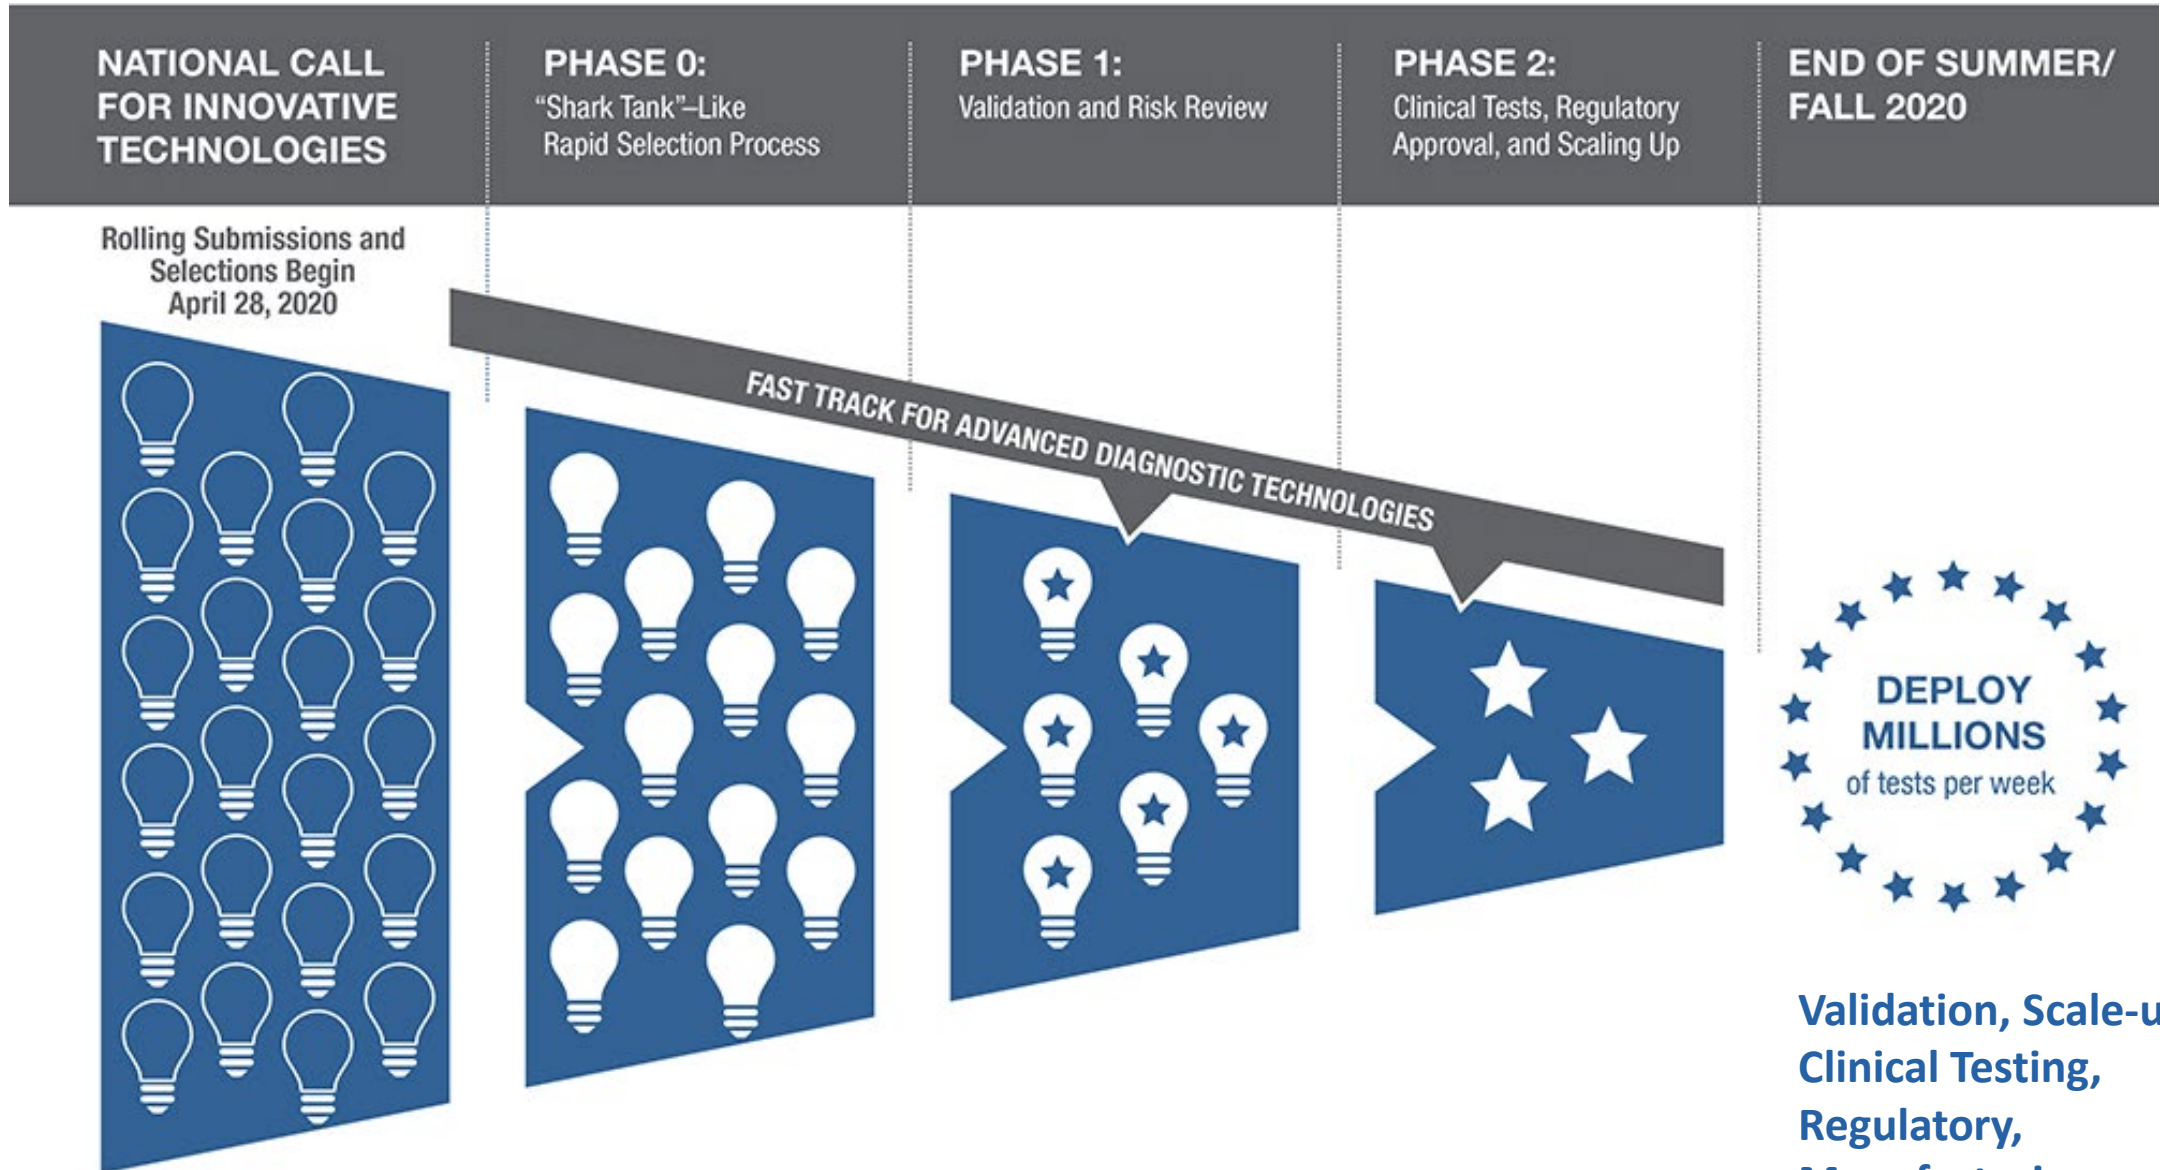 NATIONAL CALL
FOR INNOVATIVE
TECHNOLOGIES
PHASE 0:
“Shark Tank”–Like
Rapid Selection Process
PHASE 1:
Validation and Risk Review
PHASE 2:
Clinical Tests, Regulatory
Approval, and Scaling Up
END OF SUMMER/
FALL 2020
Rolling Submissions and
Selections Begin
April 28, 2020
FAST TRACK FOR ADVANCED DIAGNOSTIC TECHNOLOGIES
DEPLOY
MILLIONS
of tests per week
Validation, Scale-u
Clinical Testing,
Regulatory,